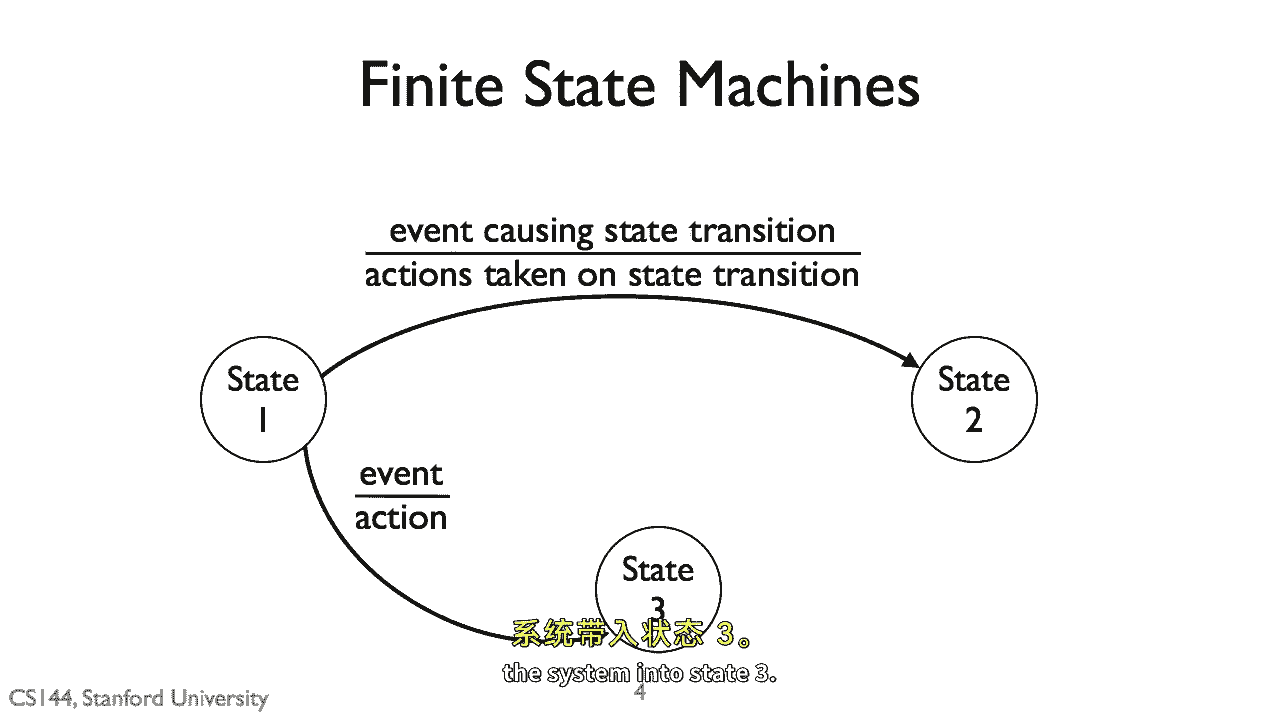 Finite State Machines
event causing state transition
actions taken on state transition
State
1
State
2
event
action
State
3
系统带入状态 3。
the system into state 3.
4
CS144, Stanford University